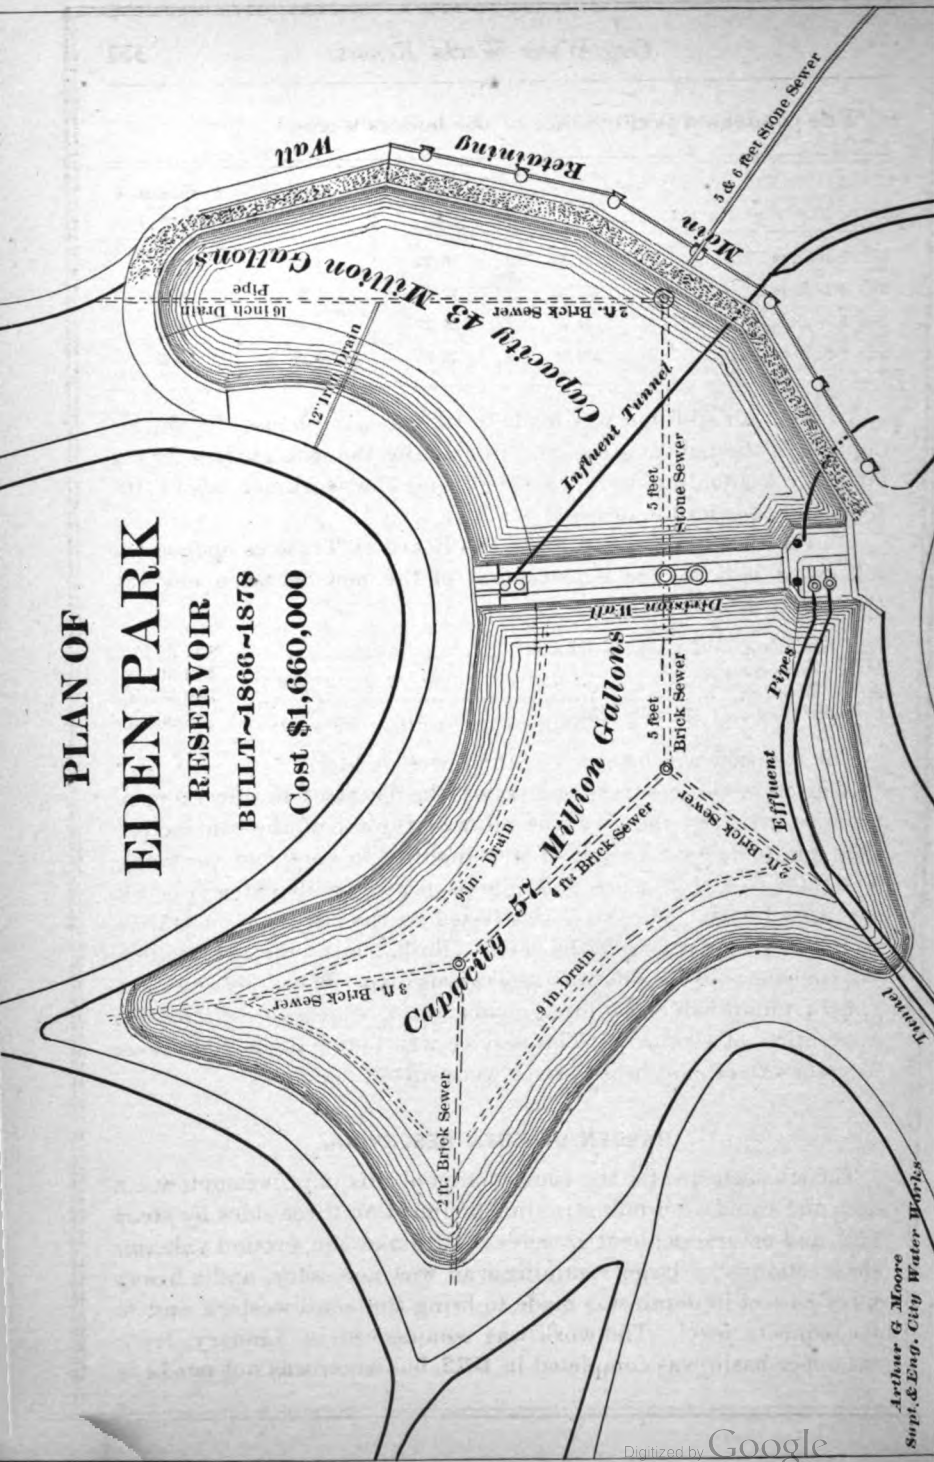 PLAN OF
EDEN PARK
RESERVOIR
BUILT~1866~1878
Cost $1,660,000
Retaining
Wall
Main
5 & 6 feet Stone Sewer
Capacity 43 Million Gallons
16 inch Drain
Pipe
2 ft. Brick Sewer
12" Iron Drain
Influent Tunnel
5 feet
Stone Sewer
Division Wall
Capacity 57 Million Gallons
5 feet
Brick Sewer
Effluent
Pipes
9 in. Drain
4 ft. Brick Sewer
2 ft. Brick Sewer
3 ft. Brick Sewer
9 in. Drain
2 ft. Brick Sewer
Tunnel
Arthur G Moore
Supt. & Eng. City Water Works
Digitized by Google